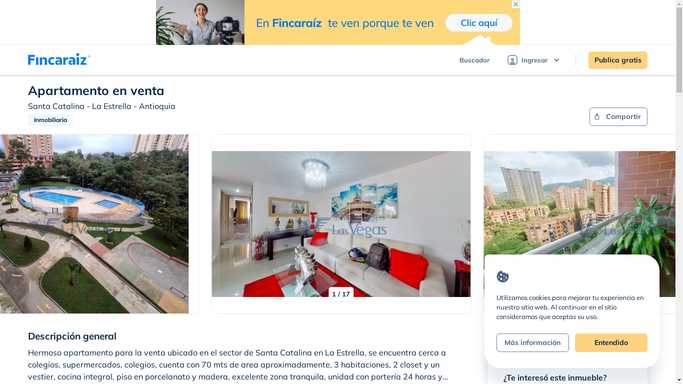 En Fincaraíz te ven porque te ven
Clic aquí
Fincaraíz
Buscador
Ingresar
Publica gratis
Apartamento en venta
Santa Catalina - La Estrella - Antioquia
Inmobiliaria
Compartir
Las Vegas
1 / 17
Utilizamos cookies para mejorar tu experiencia en
nuestro sitio web. Al continuar en el sitio
consideramos que aceptas su uso.
Más información
Entendido
Descripción general
Hermoso apartamento para la venta ubicado en el sector de Santa Catalina en La Estrella, se encuentra cerca a
colegios, supermercados, colegios, cuenta con 70 mts de area aproximadamente, 3 habitaciones, 2 closet y un
vestier, cocina integral, piso en porcelanato y madera, excelente zona tranquila, unidad con portería 24 horas y...
¿Te interesó este inmueble?